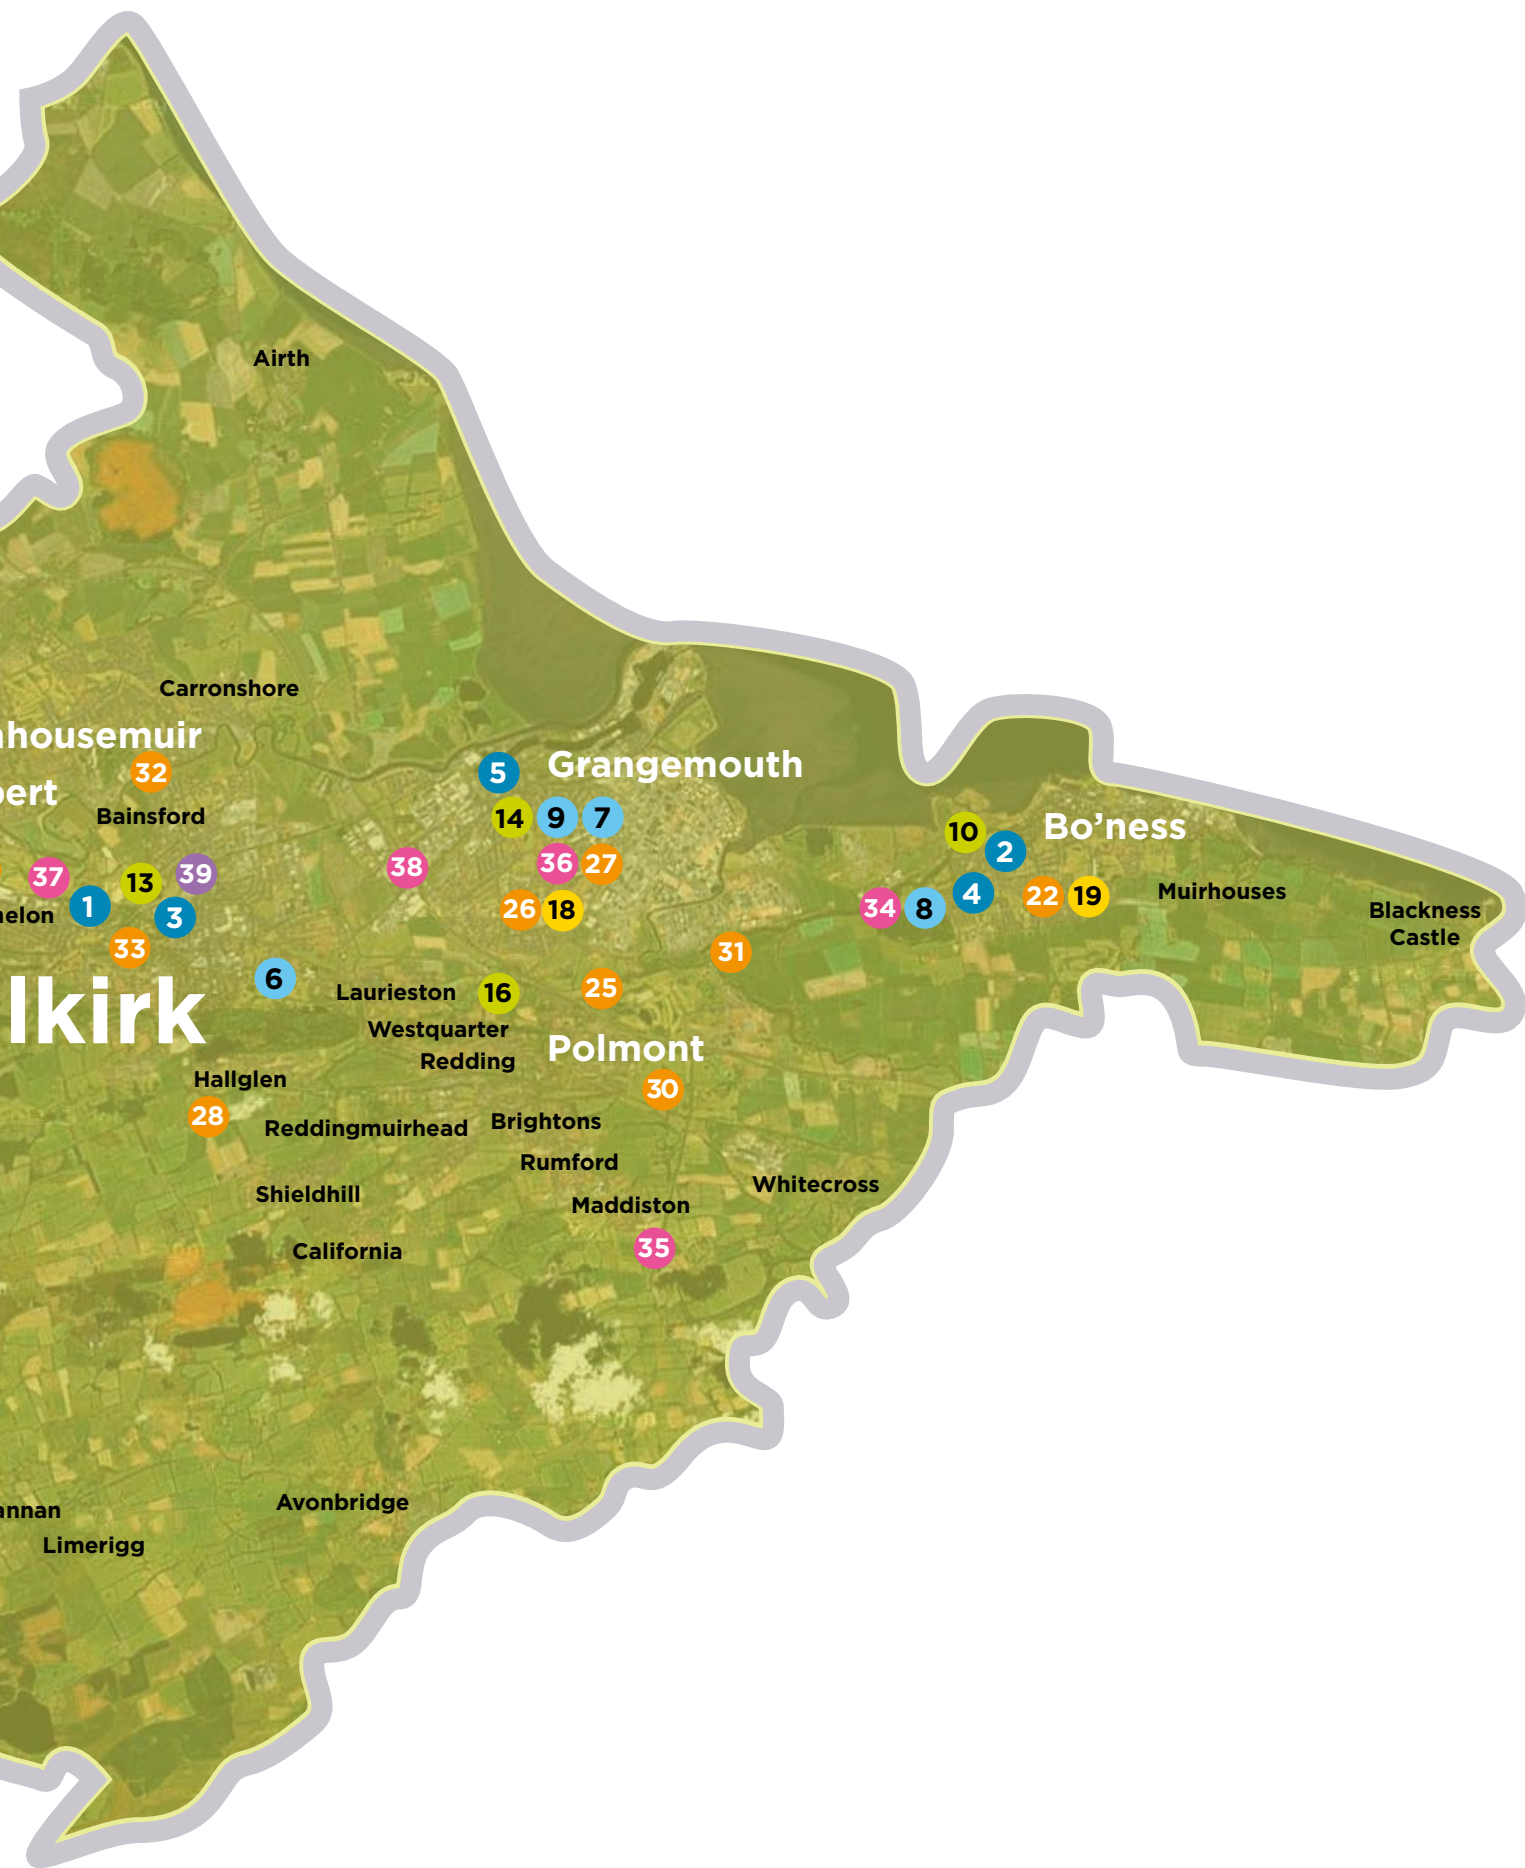 Airth
Carronshore
nhousemuir
32
5
Grangemouth
bert
Bainsford
14
9
7
10
2
Bo’ness
37
13
39
38
36
27
34
8
4
22
19
Muirhouses
Blackness
Castle
1
3
elon
26
18
33
31
6
lkirk
Laurieston
16
25
Westquarter
Redding
Polmont
Hallglen
30
28
Reddingmuirhead
Brightons
Rumford
Whitecross
Shieldhill
Maddiston
California
35
Avonbridge
annan
Limerigg